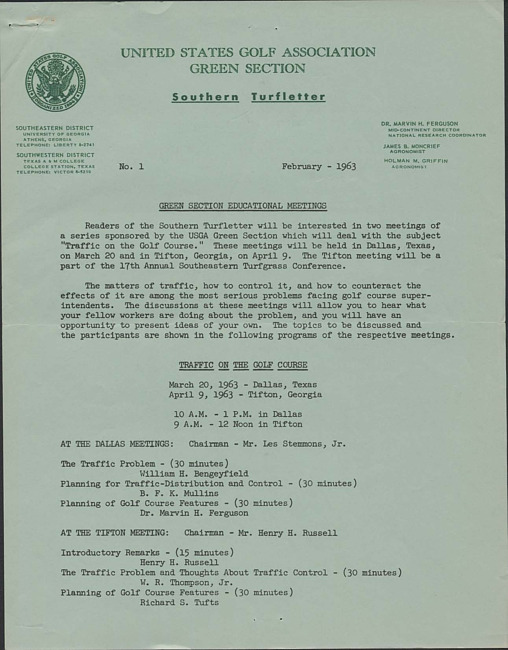 UNITED STATES GOLF ASSOCIATION
GREEN SECTION
Southern Turfletter
SOUTHEASTERN DISTRICT
UNIVERSITY OF GEORGIA
ATHENS, GEORGIA
TELEPHONE: LIBERTY
SOUTHWESTERN DISTRICT
TEXAS A & M COLLEGE
COLLEGE STATION, TEXAS
TELEPHONE: VICTOR
DR. MARVIN H. FERGUSON
MID-CONTINENT DIRECTOR
NATIONAL RESEARCH COORDINATOR
JAMES B. MONCRIEF
AGRONOMIST
HOLMAN M. GRIFFIN
AGRONOMIST
No. 1 February - 1963
GREEN SECTION EDUCATIONAL MEETINGS
Readers of the Southern Turfletter will be interested in two meetings of
a series sponsored by the USGA Green Section which will deal with the subject
"Traffic on the Golf Course." These meetings will be held in Dallas, Texas,
on March 20 and in Tifton, Georgia, on April 9. The Tifton meeting will be a
part of the 17th Annual Southeastern Turfgrass Conference.
The matters of traffic, how to control it, and how to counteract the
effects of it are among the most serious problems facing golf course super-
intendents. The discussions at these meetings will allow you to hear what
your fellow workers are doing about the problem, and you will have an
opportunity to present ideas of your own. The topics to be discussed and
the participants are shown in the following programs of the respective meetings.
TRAFFIC ON THE GOLF COURSE
March 20, 1963 - Dallas, Texas
April 9, 1963 - Tifton, Georgia
10 A.M. - 1 P.M. in Dallas
9 A.M. - 12 Noon in Tifton
AT THE DALLAS MEETINGS: Chairman - Mr. Les Stemmons, Jr.
The Traffic Problem - (30 minutes)
William H. Bengeyfield
Planning for Traffic-Distribution and Control - (30 minutes)
B. F. K. Mullins
Planning of Golf Course Features - (30 minutes)
Dr. Marvin H. Ferguson
AT THE TIFTON MEETING: Chairman - Mr. Henry H. Russell
Introductory Remarks - (15 minutes)
Henry H. Russell
The Traffic Problem and Thoughts About Traffic Control - (30 minutes)
W. R. Thompson, Jr.
Planning of Golf Course Features - (30 minutes)
Richard S. Tufts